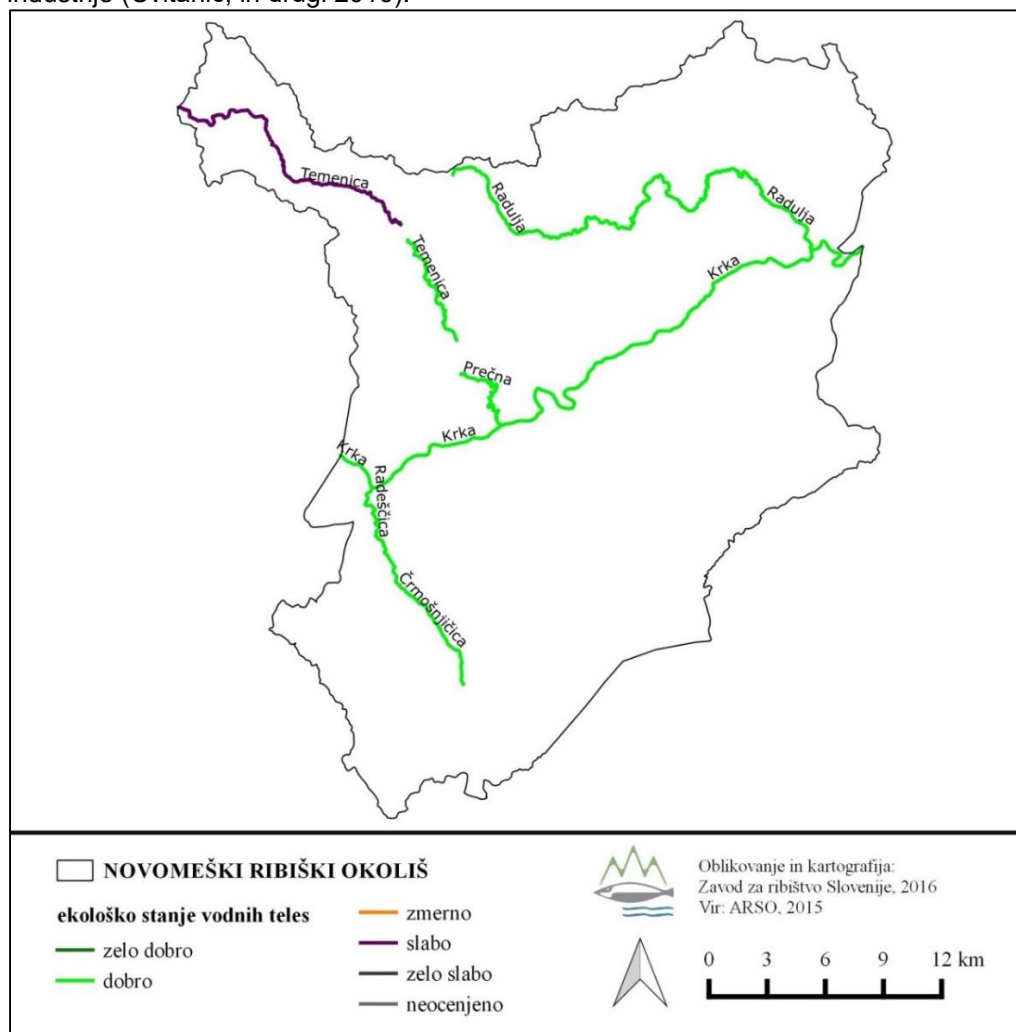 Temenica
Radulja
Radulja
Temenica
Krka
Prečna
Krka
Krka
Radeščica
Črmošnjičica
NOVOMEŠKI RIBIŠKI OKOLIŠ
ekološko stanje vodnih teles
zelo dobro
dobro
zmerno
slabo
zelo slabo
neocenjeno
Oblikovanje in kartografija:
Zavod za ribištvo Slovenije, 2016
Vir: ARSO, 2015
0 3 6 9 12 km